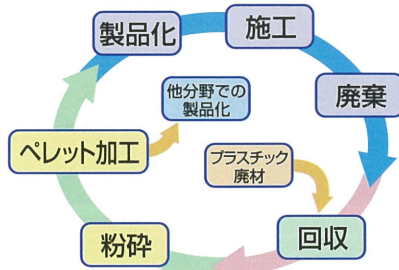 製品化
施工
廃棄
他分野での
製品化
ペレット加工
プラスチック
廃材
粉砕
回収